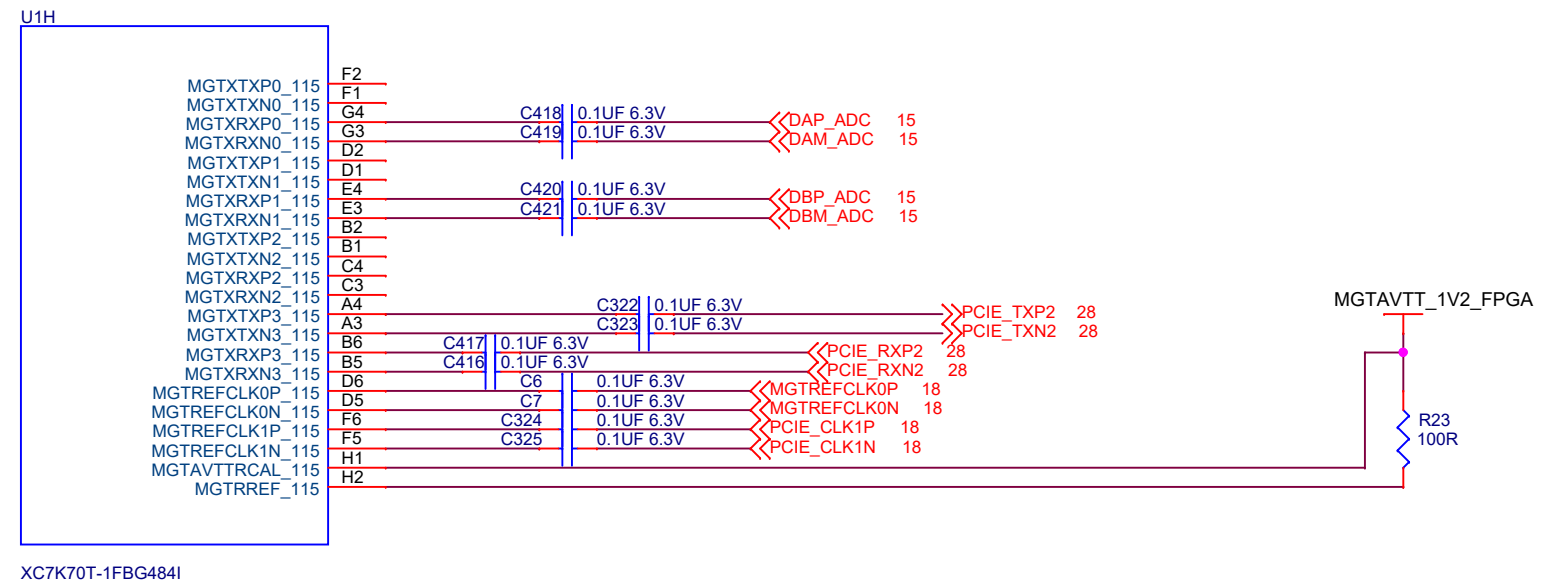 U1H
MGTXTXP0_115 F2
MGTXTXN0_115 F1
MGTXRXP0_115 G4 C418 0.1UF 6.3V DAP_ADC 15
MGTXRXN0_115 G3 C419 0.1UF 6.3V DAM_ADC 15
MGTXTXP1_115 D2
MGTXTXN1_115 D1
MGTXRXP1_115 E4 C420 0.1UF 6.3V DBP_ADC 15
MGTXRXN1_115 E3 C421 0.1UF 6.3V DBM_ADC 15
MGTXTXP2_115 B2
MGTXTXN2_115 B1
MGTXRXP2_115 C4
MGTXRXN2_115 C3
MGTAVTT_1V2_FPGA
MGTXTXP3_115 A4 C322 0.1UF 6.3V PCIE_TXP2 28
MGTXTXN3_115 A3 C323 0.1UF 6.3V PCIE_TXN2 28
MGTXRXP3_115 B6 C417 0.1UF 6.3V PCIE_RXP2 28
MGTXRXN3_115 B5 C416 0.1UF 6.3V PCIE_RXN2 28
MGTREFCLK0P_115 D6 C6 0.1UF 6.3V MGTREFCLK0P 18
MGTREFCLK0N_115 D5 C7 0.1UF 6.3V MGTREFCLK0N 18
MGTREFCLK1P_115 F6 C324 0.1UF 6.3V PCIE_CLK1P 18
MGTREFCLK1N_115 F5 C325 0.1UF 6.3V PCIE_CLK1N 18
R23
100R
MGTAVTTRCAL_115 H1
MGTRREF_115 H2
XC7K70T-1FBG484I